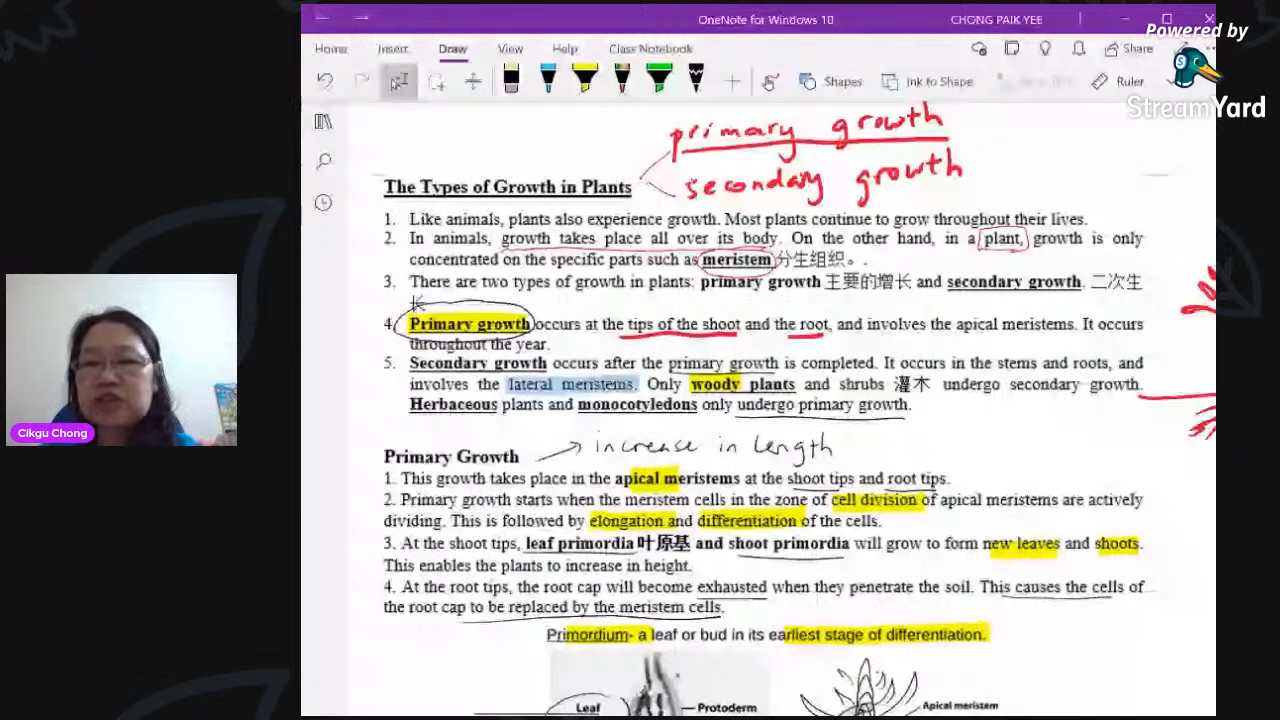 OneNote for Windows 10
CHONG PAIK YEE
Powered by
StreamYard
Home Insert Draw View Help Class Notebook Share
Shapes Ink to Shape Ruler
primary growth
secondary growth
The Types of Growth in Plants
1. Like animals, plants also experience growth. Most plants continue to grow throughout their lives.
2. In animals, growth takes place all over its body. On the other hand, in a plant, growth is only
concentrated on the specific parts such as meristem 分生组织。.
3. There are two types of growth in plants: primary growth 主要的增长 and secondary growth. 二次生
长
4. Primary growth occurs at the tips of the shoot and the root, and involves the apical meristems. It occurs
throughout the year.
5. Secondary growth occurs after the primary growth is completed. It occurs in the stems and roots, and
involves the lateral meristems. Only woody plants and shrubs 灌木 undergo secondary growth.
Herbaceous plants and monocotyledons only undergo primary growth.
Primary Growth → increase in length
1. This growth takes place in the apical meristems at the shoot tips and root tips.
2. Primary growth starts when the meristem cells in the zone of cell division of apical meristems are actively
dividing. This is followed by elongation and differentiation of the cells.
3. At the shoot tips, leaf primordia 叶原基 and shoot primordia will grow to form new leaves and shoots.
This enables the plants to increase in height.
4. At the root tips, the root cap will become exhausted when they penetrate the soil. This causes the cells of
the root cap to be replaced by the meristem cells.
Primordium- a leaf or bud in its earliest stage of differentiation.
Leaf Protoderm Apical meristem
Cikgu Chong